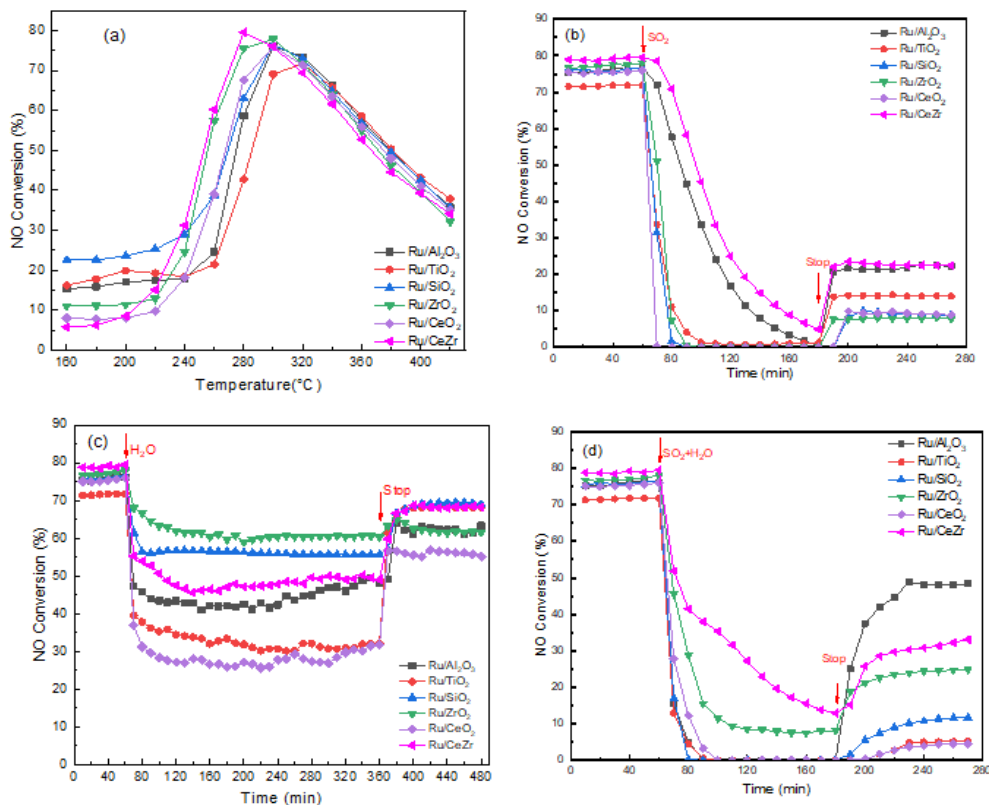 (a)
NO Conversion (%)
80
70
60
50
40
30
20
10
0
160 200 240 280 320 360 400
Temperature(°C)
Ru/Al₂O₃
Ru/TiO₂
Ru/SiO₂
Ru/ZrO₂
Ru/CeO₂
Ru/CeZr
(b)
SO₂
Stop
NO Conversion (%)
90
80
70
60
50
40
30
20
10
0
0 40 80 120 160 200 240 280
Time (min)
Ru/Al₂O₃
Ru/TiO₂
Ru/SiO₂
Ru/ZrO₂
Ru/CeO₂
Ru/CeZr
(c)
H₂O
Stop
NO Conversion (%)
90
80
70
60
50
40
30
20
10
0
0 40 80 120 160 200 240 280 320 360 400 440 480
Time (min)
Ru/Al₂O₃
Ru/TiO₂
Ru/SiO₂
Ru/ZrO₂
Ru/CeO₂
Ru/CeZr
(d)
SO₂+H₂O
Stop
NO Conversion (%)
90
80
70
60
50
40
30
20
10
0
0 40 80 120 160 200 240 280
Time (min)
Ru/Al₂O₃
Ru/TiO₂
Ru/SiO₂
Ru/ZrO₂
Ru/CeO₂
Ru/CeZr